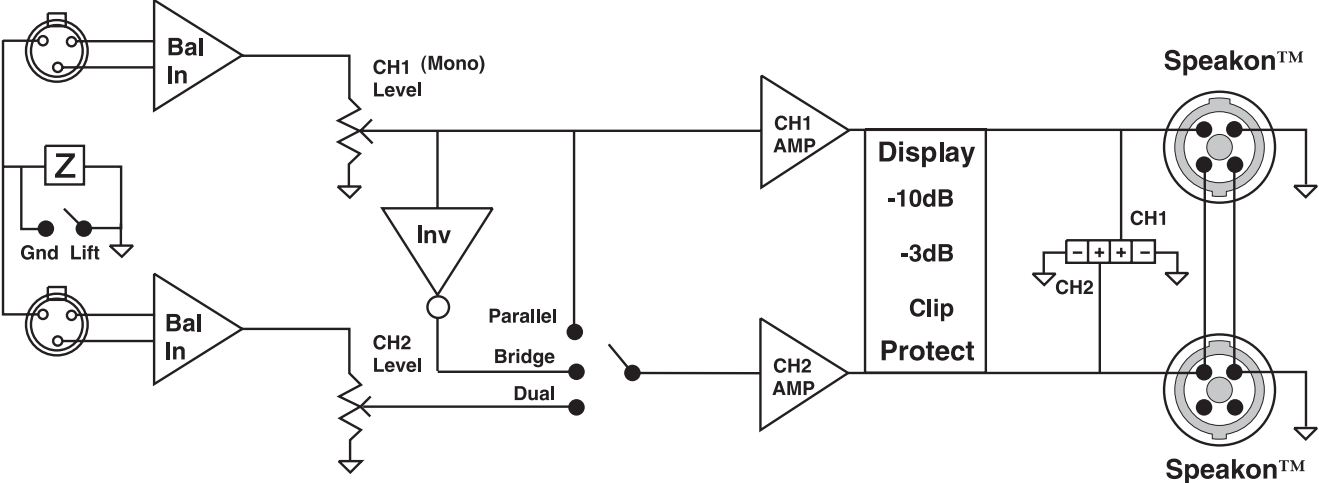 Bal
In
CH1 (Mono)
Level
Z
Gnd Lift
Bal
In
CH2
Level
Inv
Parallel
Bridge
Dual
CH1
AMP
CH2
AMP
Display
-10dB
-3dB
Clip
Protect
CH1
- + + -
CH2
Speakon™
Speakon™